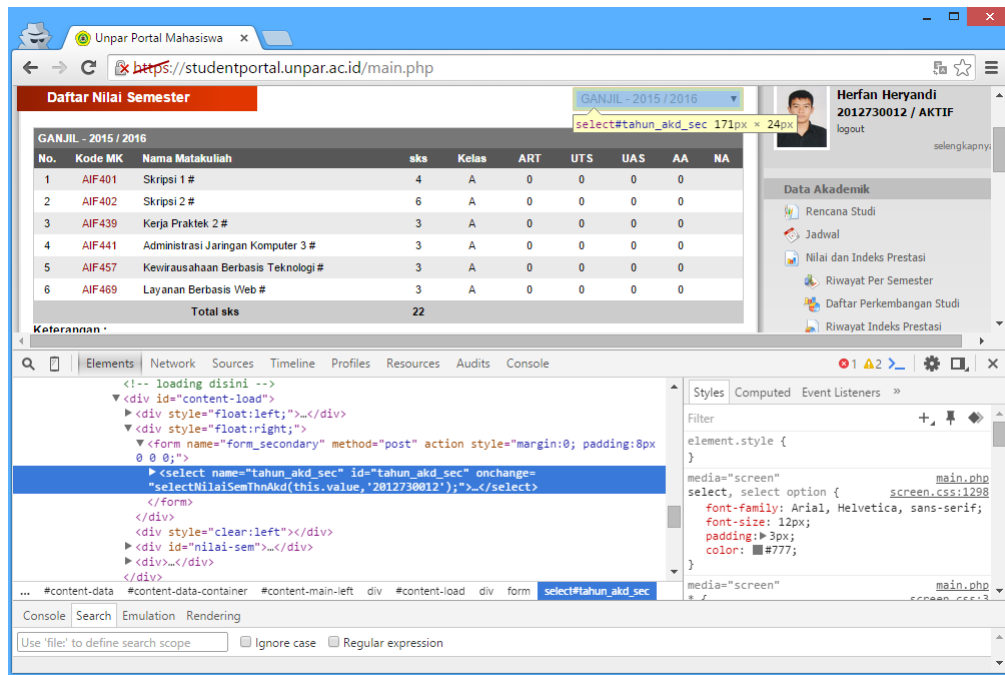 Unpar Portal Mahasiswa
https://studentportal.unpar.ac.id/main.php
Daftar Nilai Semester
GANJIL - 2015 / 2016
select#tahun_akd_sec 171px × 24px
GANJIL - 2015 / 2016
No. Kode MK Nama Matakuliah sks Kelas ART UTS UAS AA NA
1 AIF401 Skripsi 1 # 4 A 0 0 0 0
2 AIF402 Skripsi 2 # 6 A 0 0 0 0
3 AIF439 Kerja Praktek 2 # 3 A 0 0 0 0
4 AIF441 Administrasi Jaringan Komputer 3 # 3 A 0 0 0 0
5 AIF457 Kewirausahaan Berbasis Teknologi # 3 A 0 0 0 0
6 AIF469 Layanan Berbasis Web # 3 A 0 0 0 0
Total sks 22
Keterangan :
Herfan Heryandi
2012730012 / AKTIF
logout
selengkapnya
Data Akademik
Rencana Studi
Jadwal
Nilai dan Indeks Prestasi
Riwayat Per Semester
Daftar Perkembangan Studi
Riwayat Indeks Prestasi
Elements Network Sources Timeline Profiles Resources Audits Console
1 2
<!-- loading disini -->
<div id="content-load">
<div style="float:left;">…</div>
<div style="float:right;">
<form name="form_secondary" method="post" action style="margin:0; padding:8px
0 0 0;">
<select name="tahun_akd_sec" id="tahun_akd_sec" onchange=
"selectNilaiSemThnAkd(this.value,'2012730012');">…</select>
</form>
</div>
<div style="clear:left"></div>
<div id="nilai-sem">…</div>
<div>…</div>
</div>
... #content-data #content-data-container #content-main-left div #content-load div form select#tahun_akd_sec
Styles Computed Event Listeners »
Filter
element.style {
}
media="screen" main.php
select, select option { screen.css:1298
font-family: Arial, Helvetica, sans-serif;
font-size: 12px;
padding: 3px;
color: #777;
}
media="screen" main.php
* { screen.css:3
Console Search Emulation Rendering
Use 'file:' to define search scope Ignore case Regular expression